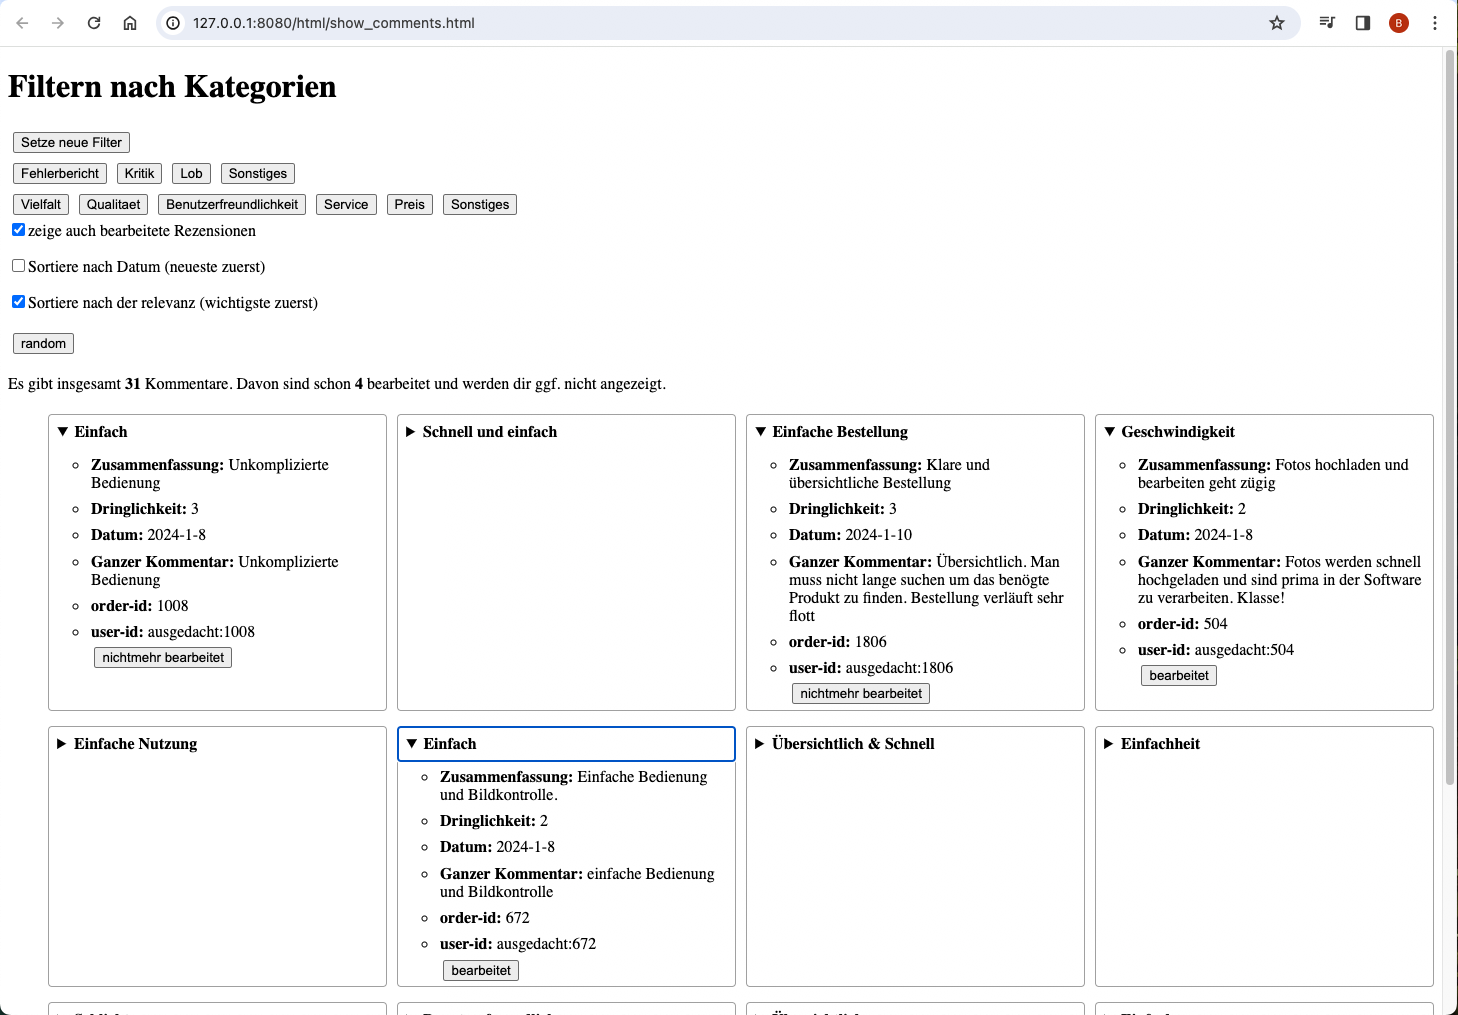 127.0.0.1:8080/html/show_comments.html
B
Filtern nach Kategorien
Setze neue Filter
Fehlerbericht Kritik Lob Sonstiges
Vielfalt Qualitaet Benutzerfreundlichkeit Service Preis Sonstiges
zeige auch bearbeitete Rezensionen
Sortiere nach Datum (neueste zuerst)
Sortiere nach der relevanz (wichtigste zuerst)
random
Es gibt insgesamt 31 Kommentare. Davon sind schon 4 bearbeitet und werden dir ggf. nicht angezeigt.
Einfach
Zusammenfassung: Unkomplizierte
Bedienung
Dringlichkeit: 3
Datum: 2024-1-8
Ganzer Kommentar: Unkomplizierte
Bedienung
order-id: 1008
user-id: ausgedacht:1008
nichtmehr bearbeitet
Schnell und einfach
Einfache Bestellung
Zusammenfassung: Klare und
übersichtliche Bestellung
Dringlichkeit: 3
Datum: 2024-1-10
Ganzer Kommentar: Übersichtlich. Man
muss nicht lange suchen um das benögte
Produkt zu finden. Bestellung verläuft sehr
flott
order-id: 1806
user-id: ausgedacht:1806
nichtmehr bearbeitet
Geschwindigkeit
Zusammenfassung: Fotos hochladen und
bearbeiten geht zügig
Dringlichkeit: 2
Datum: 2024-1-8
Ganzer Kommentar: Fotos werden schnell
hochgeladen und sind prima in der Software
zu verarbeiten. Klasse!
order-id: 504
user-id: ausgedacht:504
bearbeitet
Einfache Nutzung
Einfach
Zusammenfassung: Einfache Bedienung
und Bildkontrolle.
Dringlichkeit: 2
Datum: 2024-1-8
Ganzer Kommentar: einfache Bedienung
und Bildkontrolle
order-id: 672
user-id: ausgedacht:672
bearbeitet
Übersichtlich & Schnell
Einfachheit